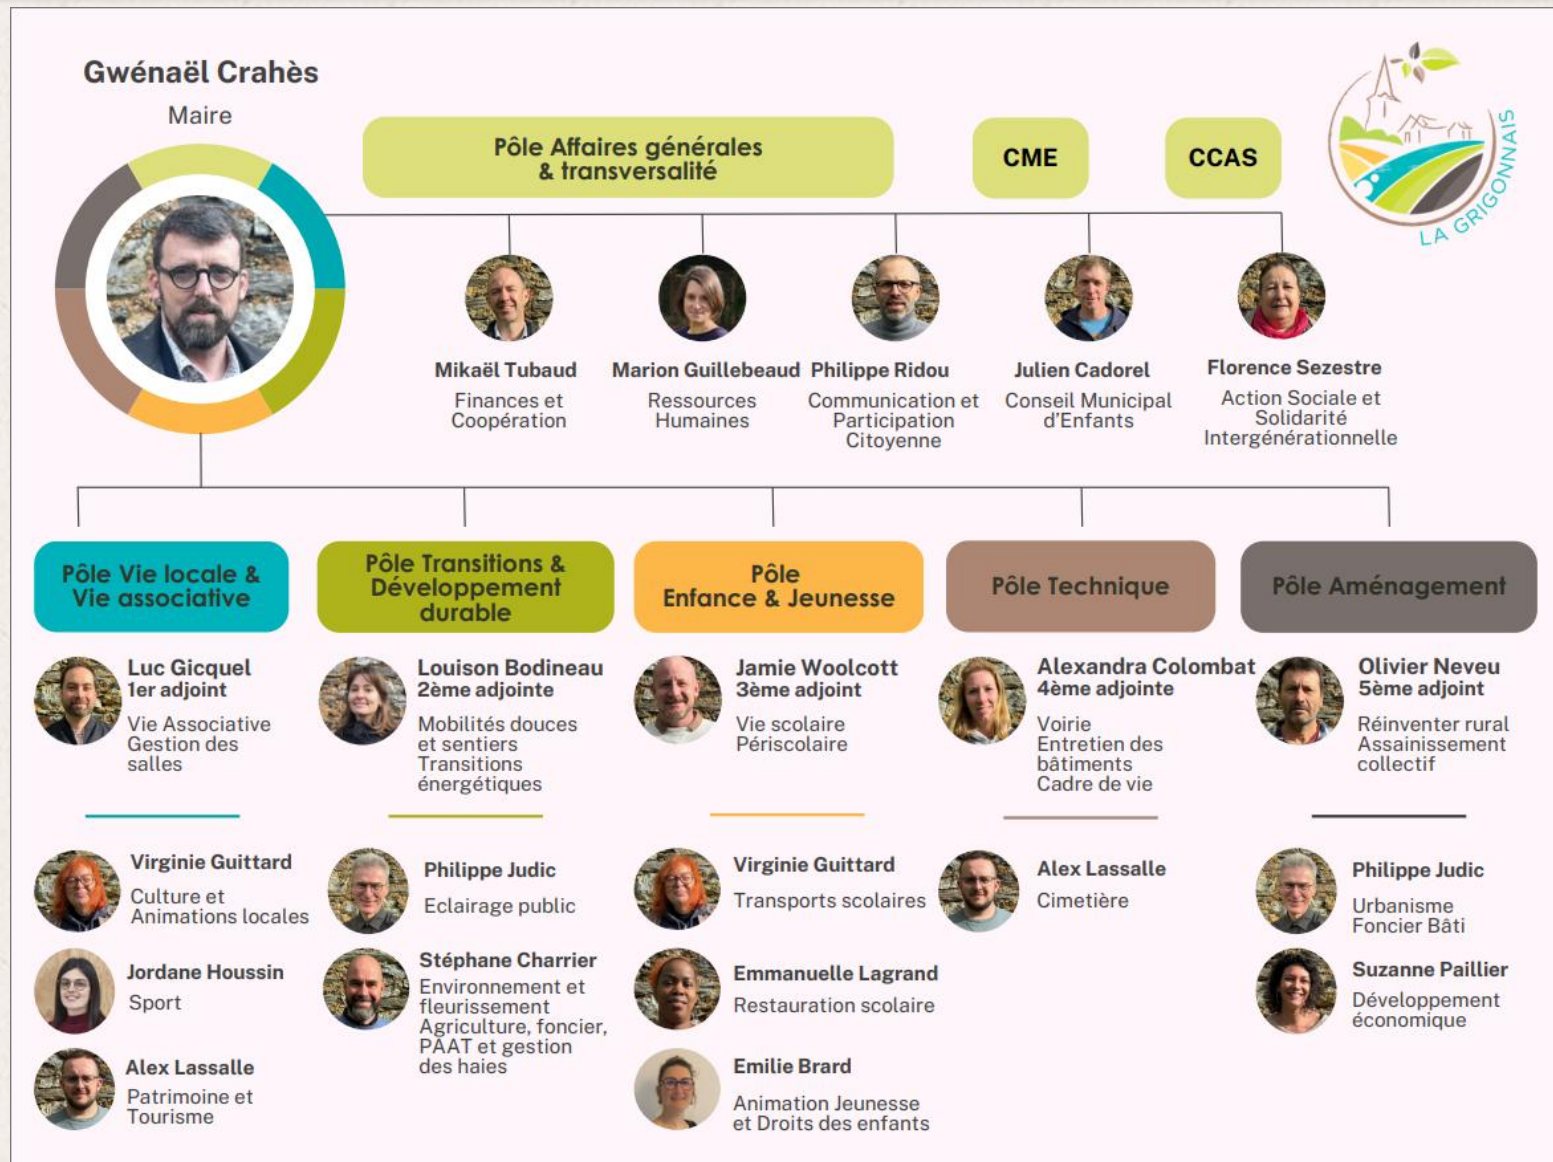 Gwénaël Crahès
Maire
Pôle Affaires générales
& transversalité
CME
CCAS
LA GRIGONNAIS
Mikaël Tubaud
Finances et
Coopération
Marion Guillebeaud
Ressources
Humaines
Philippe Ridou
Communication et
Participation
Citoyenne
Julien Cadorel
Conseil Municipal
d'Enfants
Florence Sezestre
Action Sociale et
Solidarité
Intergénérationnelle
Pôle Vie locale &
Vie associative
Luc Gicquel
1er adjoint
Vie Associative
Gestion des
salles
Virginie Guittard
Culture et
Animations locales
Jordane Houssin
Sport
Alex Lassalle
Patrimoine et
Tourisme
Pôle Transitions &
Développement
durable
Louison Bodineau
2ème adjointe
Mobilités douces
et sentiers
Transitions
énergétiques
Philippe Judic
Eclairage public
Stéphane Charrier
Environnement et
fleurissement
Agriculture, foncier,
PAAT et gestion
des haies
Pôle
Enfance & Jeunesse
Jamie Woolcott
3ème adjoint
Vie scolaire
Périscolaire
Virginie Guittard
Transports scolaires
Emmanuelle Lagrand
Restauration scolaire
Emilie Brard
Animation Jeunesse
et Droits des enfants
Pôle Technique
Alexandra Colombat
4ème adjointe
Voirie
Entretien des
bâtiments
Cadre de vie
Alex Lassalle
Cimetière
Pôle Aménagement
Olivier Neveu
5ème adjoint
Réinventer rural
Assainissement
collectif
Philippe Judic
Urbanisme
Foncier Bâti
Suzanne Paillier
Développement
économique